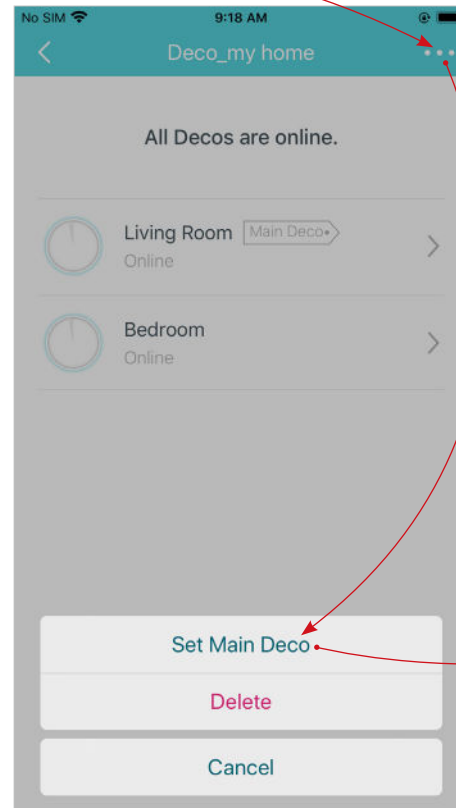 No SIM 9:18 AM
Deco_my home
All Decos are online.
Living Room Main Deco
Online
Bedroom
Online
Set Main Deco
Delete
Cancel